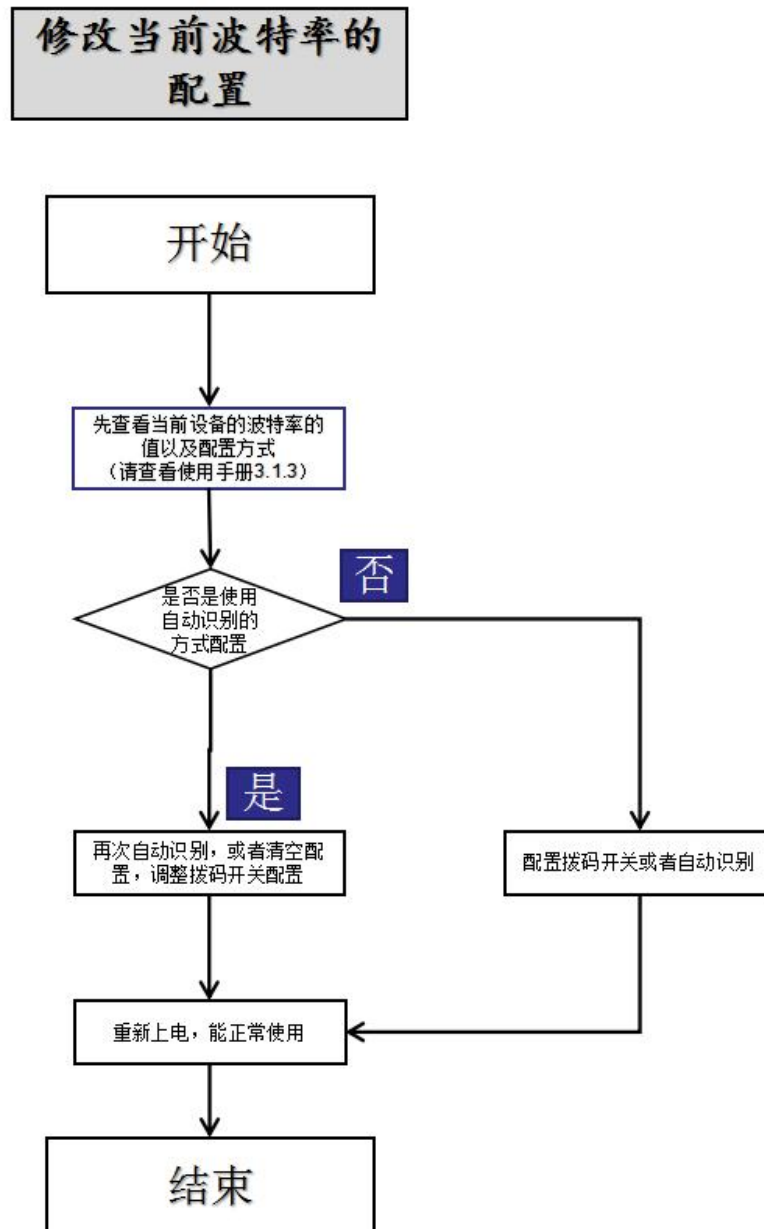 修改当前波特率的
配置
开始
先查看当前设备的波特率的
值以及配置方式
（请查看使用手册3.1.3）
否
是否是使用
自动识别的
方式配置
是
再次自动识别，或者清空配
置，调整拨码开关配置
配置拨码开关或者自动识别
重新上电，能正常使用
结束